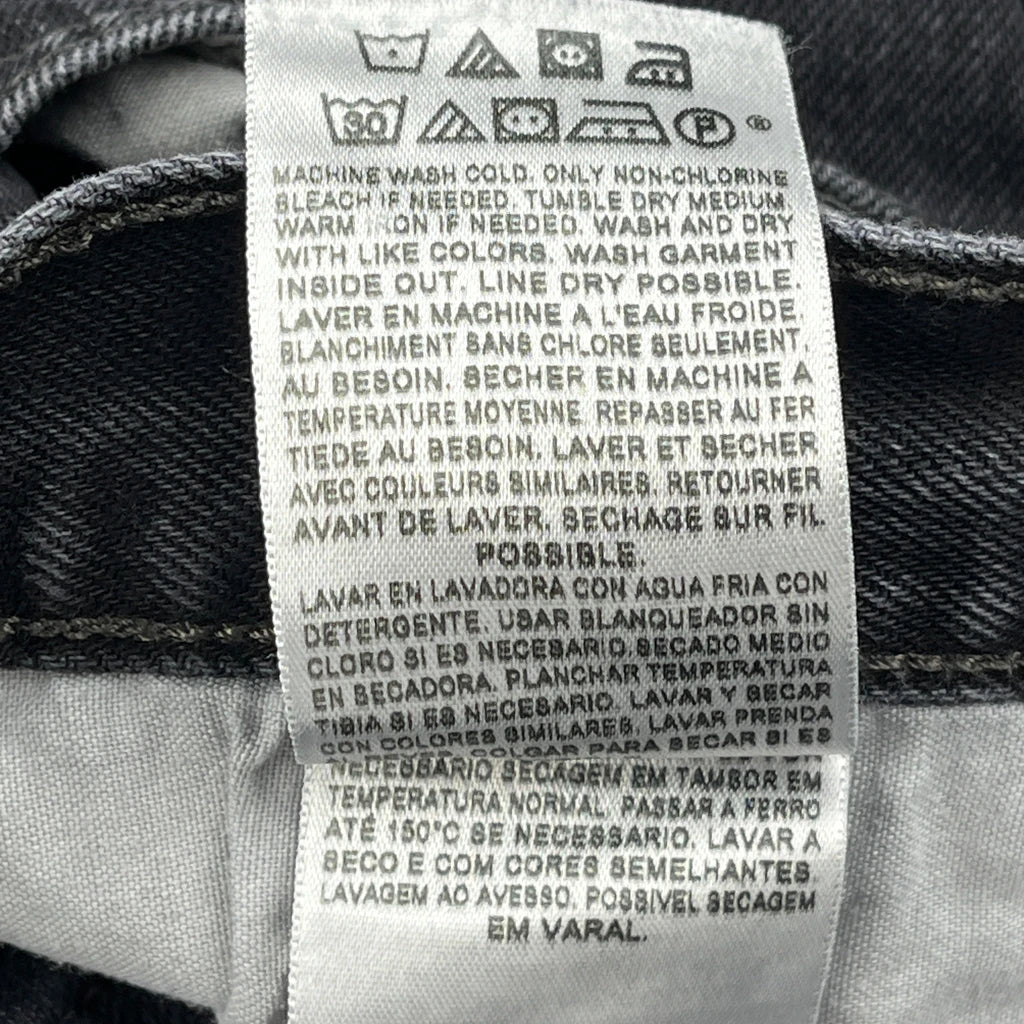 30 P ®
MACHINE WASH COLD. ONLY NON-CHLORINE
BLEACH IF NEEDED. TUMBLE DRY MEDIUM.
WARM IRON IF NEEDED. WASH AND DRY
WITH LIKE COLORS. WASH GARMENT
INSIDE OUT. LINE DRY POSSIBLE.
LAVER EN MACHINE A L'EAU FROIDE.
BLANCHIMENT SANS CHLORE SEULEMENT,
AU BESOIN. SECHER EN MACHINE A
TEMPERATURE MOYENNE. REPASSER AU FER
TIEDE AU BESOIN. LAVER ET SECHER
AVEC COULEURS SIMILAIRES. RETOURNER
AVANT DE LAVER. SECHAGE SUR FIL
POSSIBLE.
LAVAR EN LAVADORA CON AGUA FRIA CON
DETERGENTE. USAR BLANQUEADOR SIN
CLORO SI ES NECESARIO. SECADO MEDIO
EN SECADORA. PLANCHAR TEMPERATURA
TIBIA SI ES NECESARIO. LAVAR Y SECAR
CON COLORES SIMILARES. LAVAR PRENDA
COLGAR PARA SECAR SI ES
NECESSARIO SECAGEM EM TAMBOR EM
TEMPERATURA NORMAL. PASSAR A FERRO
ATÉ 150°C SE NECESSARIO. LAVAR A
SECO E COM CORES SEMELHANTES.
LAVAGEM AO AVESSO. POSSIVEL SECAGEM
EM VARAL.